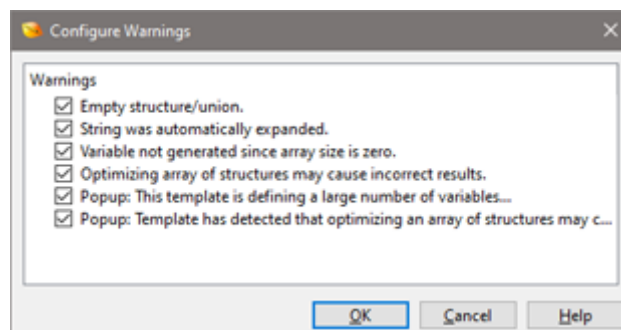 Configure Warnings
Warnings
Empty structure/union.
String was automatically expanded.
Variable not generated since array size is zero.
Optimizing array of structures may cause incorrect results.
Popup: This template is defining a large number of variables...
Popup: Template has detected that optimizing an array of structures may c...
OK Cancel Help